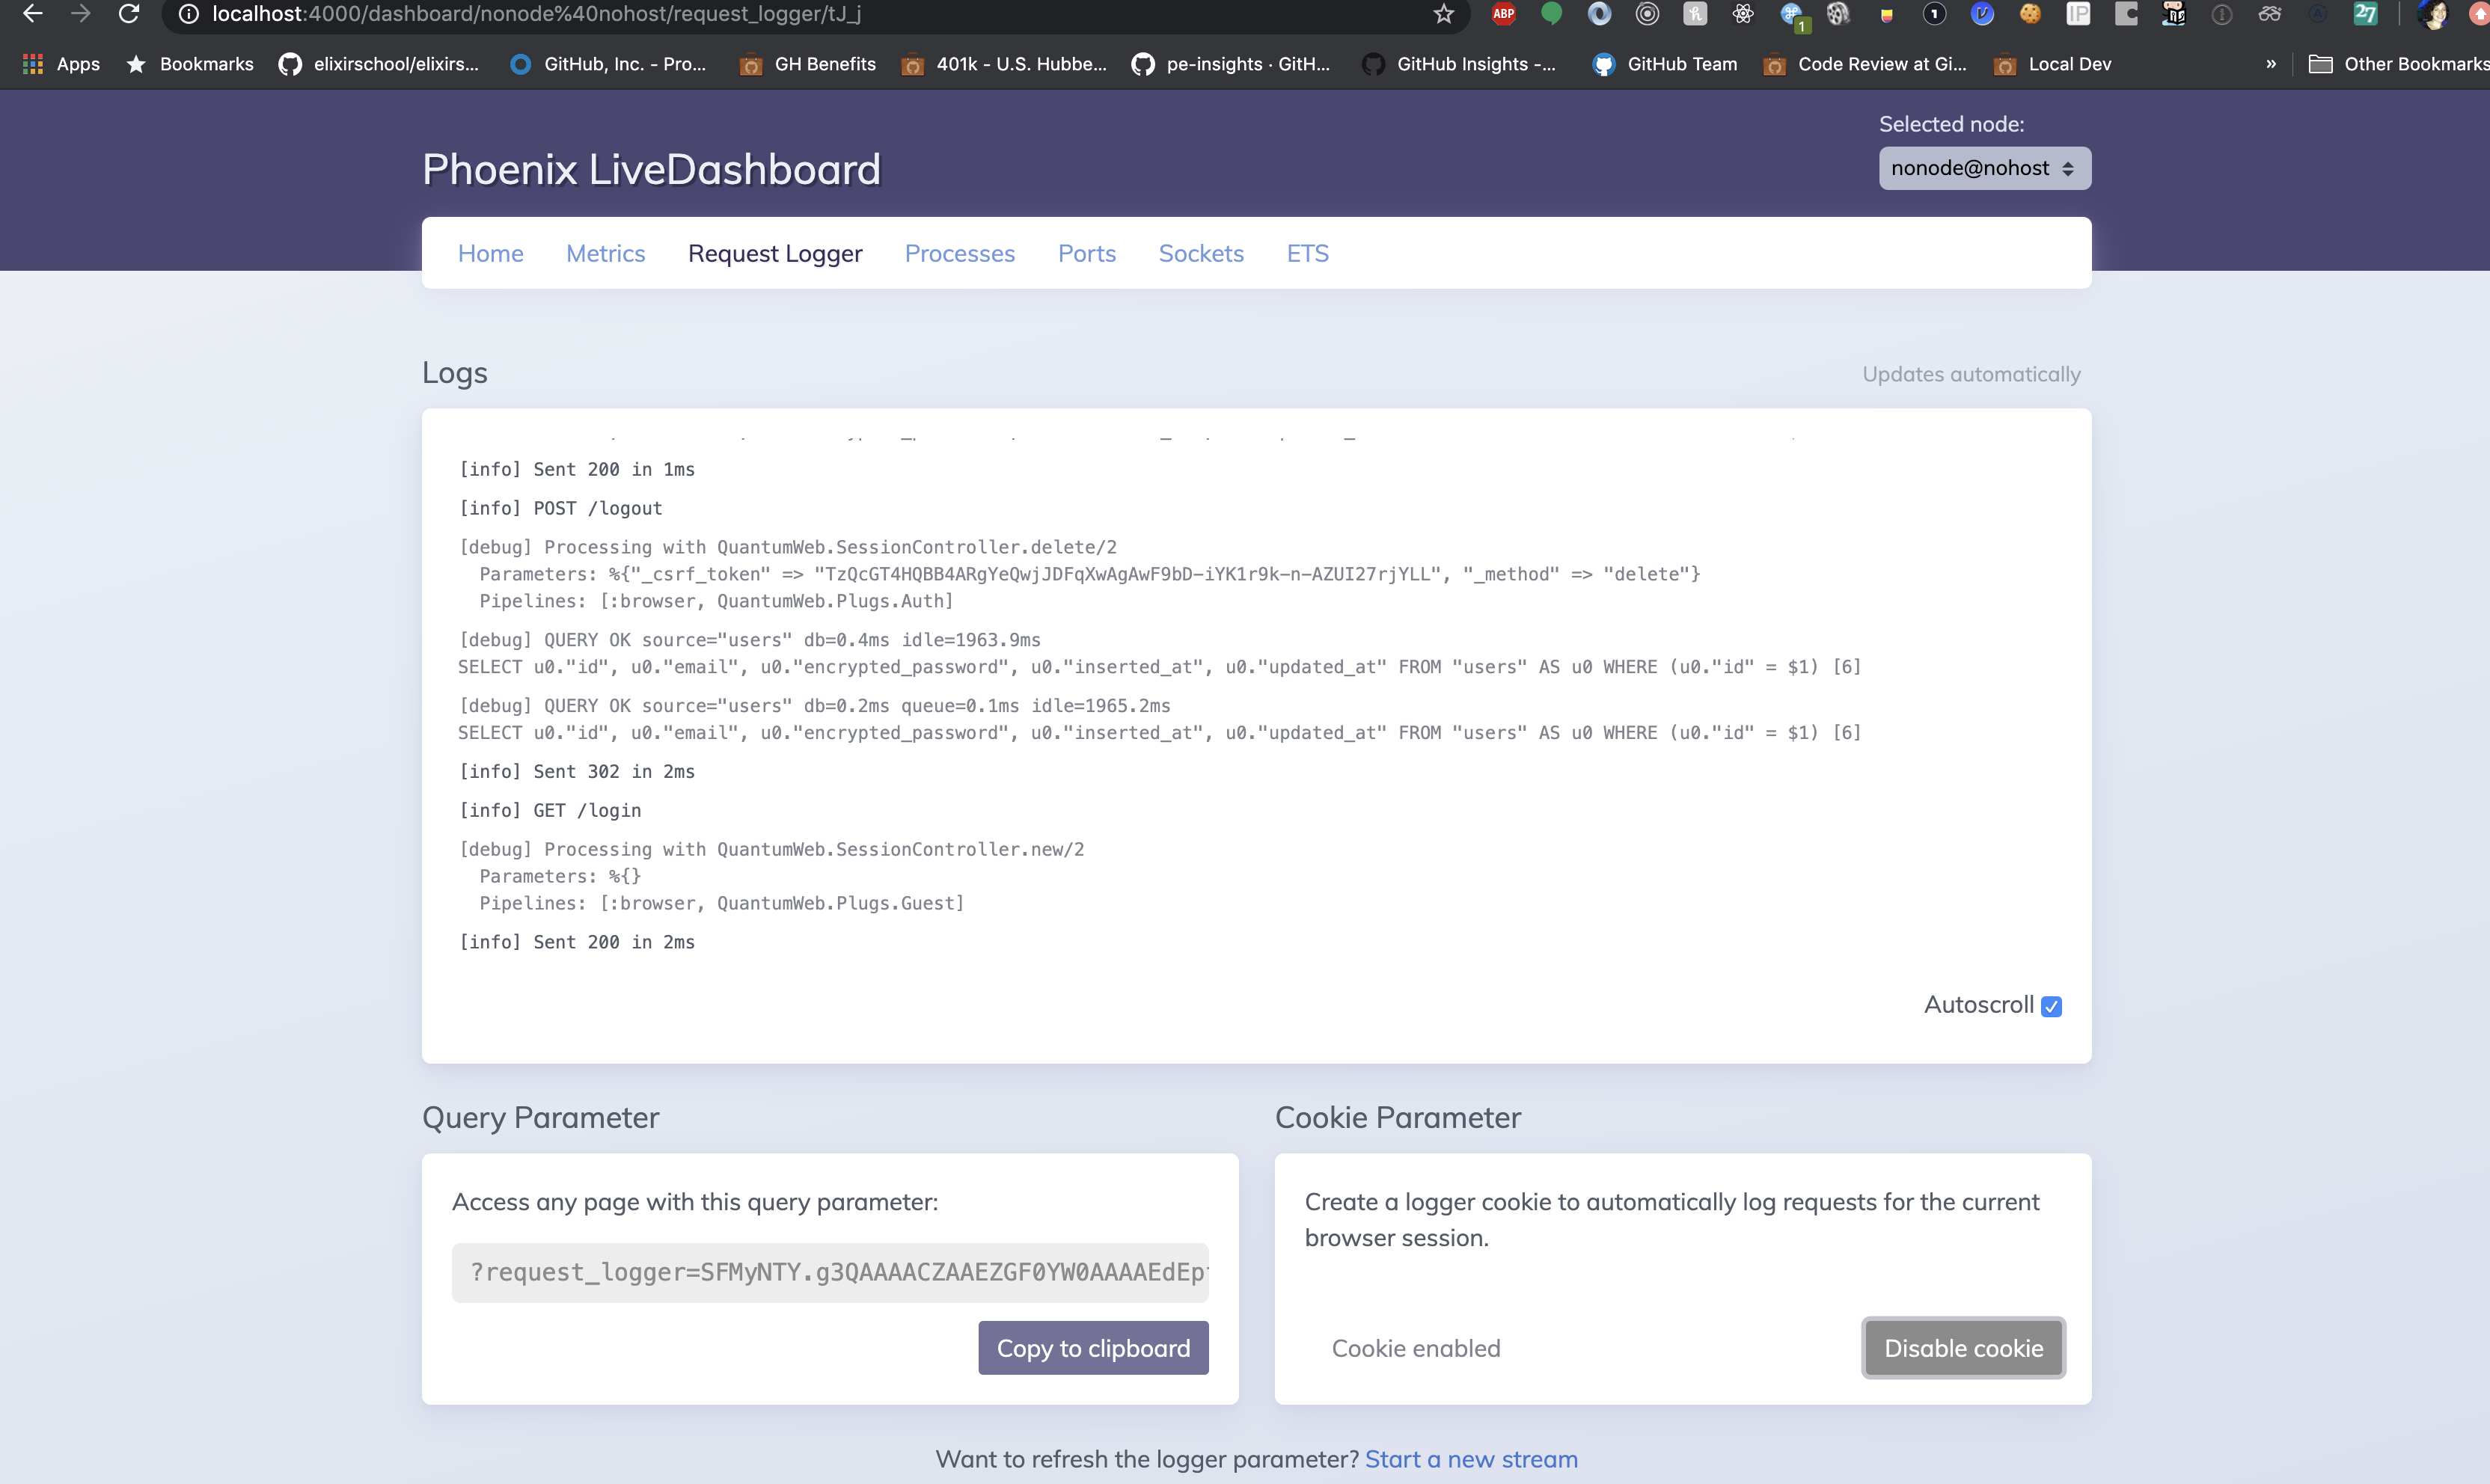 localhost:4000/dashboard/nonode%40nohost/request_logger/tJ_j
ABP
1
27
Apps Bookmarks elixirschool/elixirs... GitHub, Inc. - Pro... GH Benefits 401k - U.S. Hubbe... pe-insights · GitH... GitHub Insights -... GitHub Team Code Review at Gi... Local Dev » Other Bookmarks
Selected node:
Phoenix LiveDashboard
nonode@nohost
Home Metrics Request Logger Processes Ports Sockets ETS
Logs
Updates automatically
[info] Sent 200 in 1ms
[info] POST /logout
[debug] Processing with QuantumWeb.SessionController.delete/2
Parameters: %{"_csrf_token" => "TzQcGT4HQBB4ARgYeQwjJDFqXwAgAwF9bD-iYK1r9k-n-AZUI27rjYLL", "_method" => "delete"}
Pipelines: [:browser, QuantumWeb.Plugs.Auth]
[debug] QUERY OK source="users" db=0.4ms idle=1963.9ms
SELECT u0."id", u0."email", u0."encrypted_password", u0."inserted_at", u0."updated_at" FROM "users" AS u0 WHERE (u0."id" = $1) [6]
[debug] QUERY OK source="users" db=0.2ms queue=0.1ms idle=1965.2ms
SELECT u0."id", u0."email", u0."encrypted_password", u0."inserted_at", u0."updated_at" FROM "users" AS u0 WHERE (u0."id" = $1) [6]
[info] Sent 302 in 2ms
[info] GET /login
[debug] Processing with QuantumWeb.SessionController.new/2
Parameters: %{}
Pipelines: [:browser, QuantumWeb.Plugs.Guest]
[info] Sent 200 in 2ms
Autoscroll
Query Parameter
Access any page with this query parameter:
?request_logger=SFMyNTY.g3QAAAACZAAEZGF0YW0AAAAEdEp
Copy to clipboard
Cookie Parameter
Create a logger cookie to automatically log requests for the current
browser session.
Cookie enabled
Disable cookie
Want to refresh the logger parameter? Start a new stream